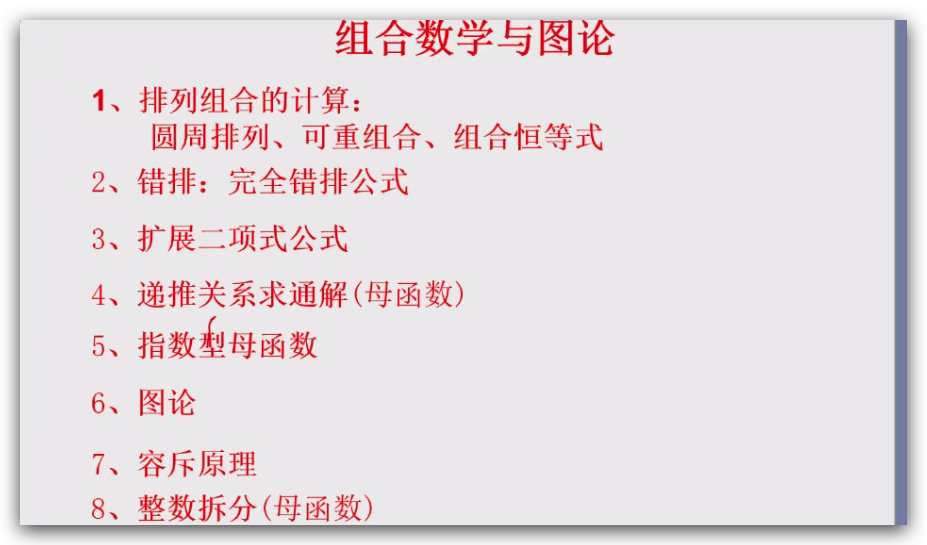 组合数学与图论
1、排列组合的计算：
圆周排列、可重组合、组合恒等式
2、错排：完全错排公式
3、扩展二项式公式
4、递推关系求通解(母函数)
5、指数型母函数
6、图论
7、容斥原理
8、整数拆分(母函数)